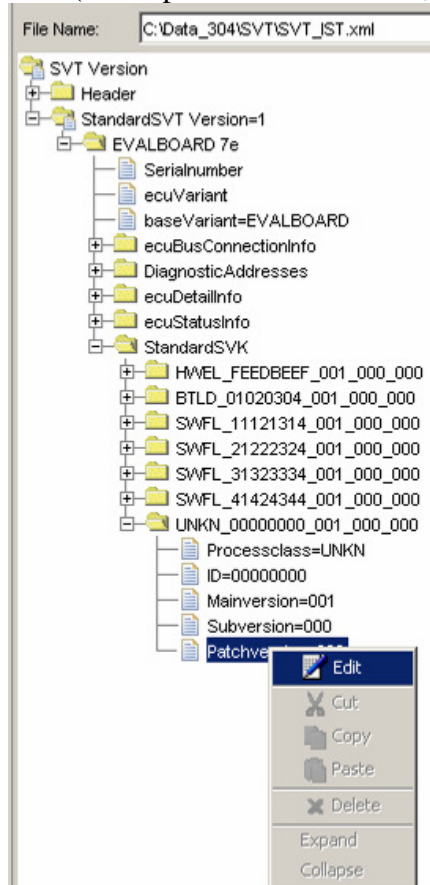 File Name: C:\Data_304\SVT\SVT_IST.xml
SVT Version
Header
StandardSVT Version=1
EVALBOARD 7e
Serialnumber
ecuVariant
baseVariant=EVALBOARD
ecuBusConnectionInfo
DiagnosticAddresses
ecuDetailInfo
ecuStatusInfo
StandardSVK
HWEL_FEEDBEEF_001_000_000
BTLD_01020304_001_000_000
SWFL_11121314_001_000_000
SWFL_21222324_001_000_000
SWFL_31323334_001_000_000
SWFL_41424344_001_000_000
UNKN_00000000_001_000_000
Processclass=UNKN
ID=00000000
Mainversion=001
Subversion=000
Edit
Cut
Copy
Paste
Delete
Expand
Collapse